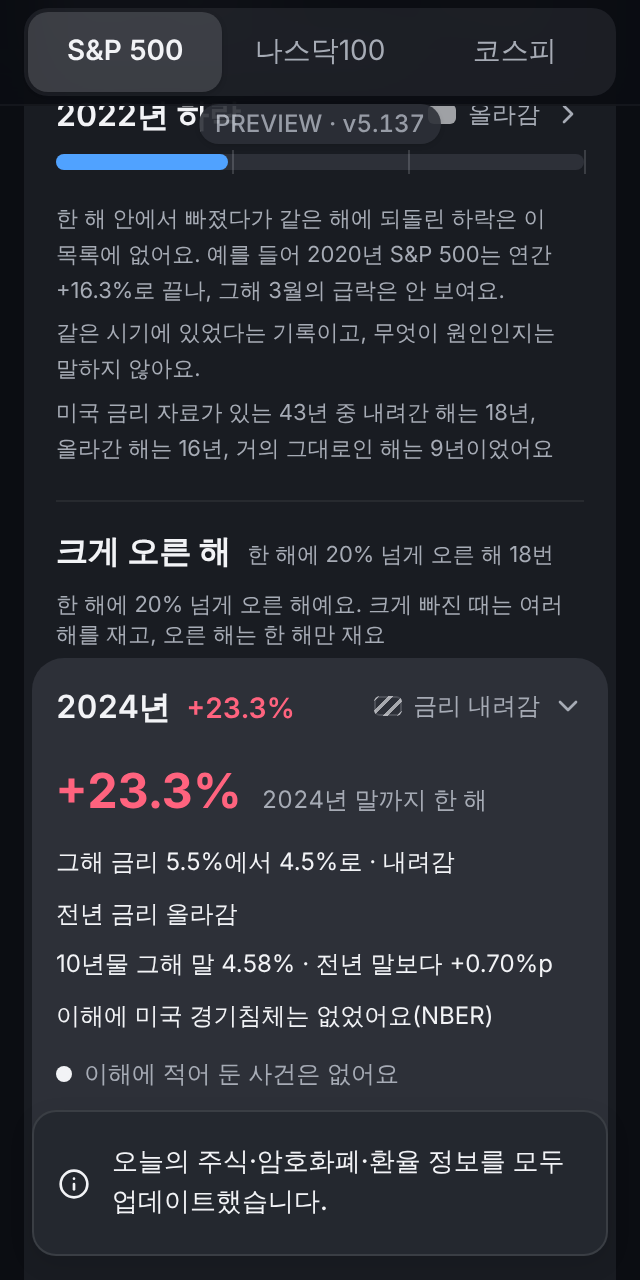 S&P 500
나스닥100
코스피
2022년
PREVIEW · v5.137
올라감
한 해 안에서 빠졌다가 같은 해에 되돌린 하락은 이
목록에 없어요. 예를 들어 2020년 S&P 500는 연간
+16.3%로 끝나, 그해 3월의 급락은 안 보여요.
같은 시기에 있었다는 기록이고, 무엇이 원인인지는
말하지 않아요.
미국 금리 자료가 있는 43년 중 내려간 해는 18년,
올라간 해는 16년, 거의 그대로인 해는 9년이었어요
크게 오른 해 한 해에 20% 넘게 오른 해 18번
한 해에 20% 넘게 오른 해예요. 크게 빠진 때는 여러
해를 재고, 오른 해는 한 해만 재요
2024년 +23.3% 금리 내려감
+23.3% 2024년 말까지 한 해
그해 금리 5.5%에서 4.5%로 · 내려감
전년 금리 올라감
10년물 그해 말 4.58% · 전년 말보다 +0.70%p
이해에 미국 경기침체는 없었어요(NBER)
이해에 적어 둔 사건은 없어요
오늘의 주식·암호화폐·환율 정보를 모두
업데이트했습니다.